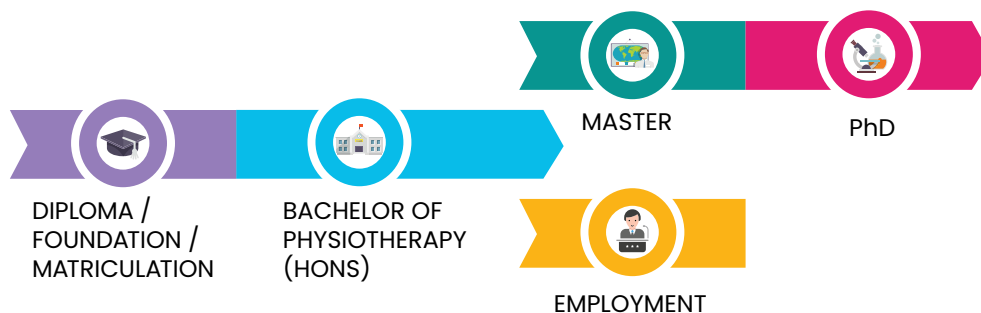 MASTER
PhD
DIPLOMA /
FOUNDATION /
MATRICULATION
BACHELOR OF
PHYSIOTHERAPY
(HONS)
EMPLOYMENT